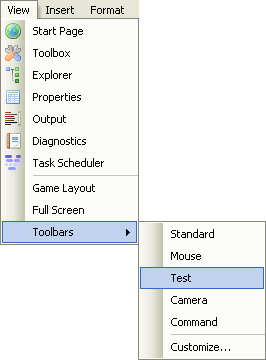 View Insert Format
Start Page
Toolbox
Explorer
Properties
Output
Diagnostics
Task Scheduler
Game Layout
Full Screen
Toolbars
Standard
Mouse
Test
Camera
Command
Customize...